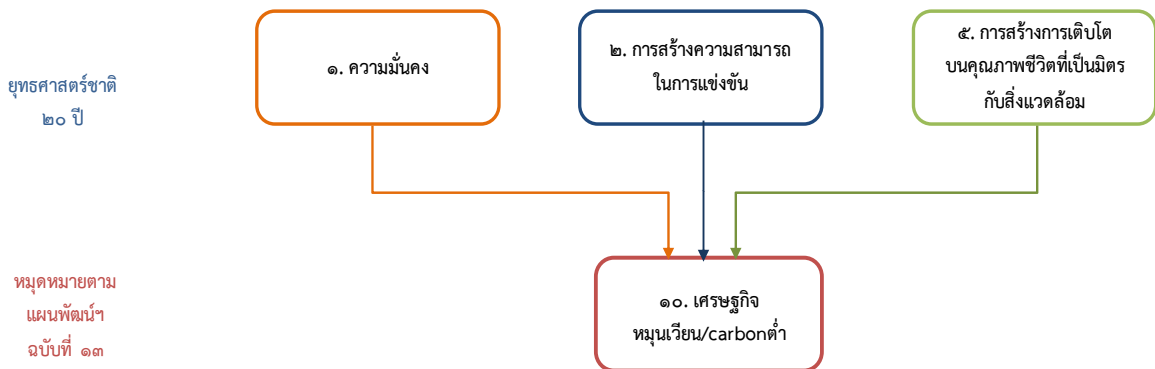 ยุทธศาสตร์ชาติ
๒๐ ปี
๑. ความมั่นคง
๒. การสร้างความสามารถ
ในการแข่งขัน
๕. การสร้างการเติบโต
บนคุณภาพชีวิตที่เป็นมิตร
กับสิ่งแวดล้อม
หมุดหมายตาม
แผนพัฒน์ฯ
ฉบับที่ ๑๓
๑๐. เศรษฐกิจ
หมุนเวียน/carbonต่ำ